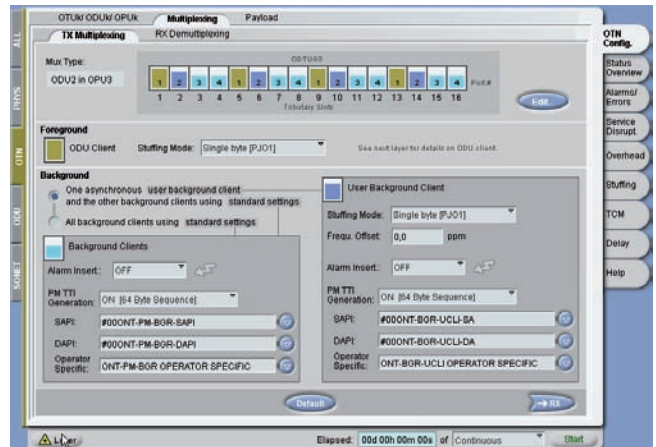 OTUk/ ODUk/ OPUk Multiplexing Payload
TX Multiplexing RX Demultiplexing
Mux Type:
ODU2 in OPU3
ODTUG3
1 2 3 4 1 2 3 4 1 2 3 4 1 2 3 4 Port#
1 2 3 4 5 6 7 8 9 10 11 12 13 14 15 16
Tributary Slots
Edit...
Foreground
ODU Client Stuffing Mode: Single byte [PJO1] See next layer for details on ODU client.
Background
One asynchronous user background client
and the other background clients using standard settings
All background clients using standard settings
Background Clients
Alarm Insert.: OFF
PM TTI
Generation: ON [64 Byte Sequence]
SAPI: #00ONT-PM-BGR-SAPI
DAPI: #00ONT-PM-BGR-DAPI
Operator
Specific: ONT-PM-BGR OPERATOR SPECIFIC
User Background Client
Stuffing Mode: Single byte [PJO1]
Frequ. Offset: 0,0 ppm
Alarm Insert.: OFF
PM TTI
Generation: ON [64 Byte Sequence]
SAPI: #00ONT-BGR-UCLI-SA
DAPI: #00ONT-BGR-UCLI-DA
Operator
Specific: ONT-BGR-UCLI OPERATOR SPECIFIC
Default
RX
ALL
PHYS
OTN
ODU
SONET
OTN
Config.
Status
Overview
Alarms/
Errors
Service
Disrupt.
Overhead
Stuffing
TCM
Delay
Help
Elapsed: 00d 00h 00m 00s of Continuous Start